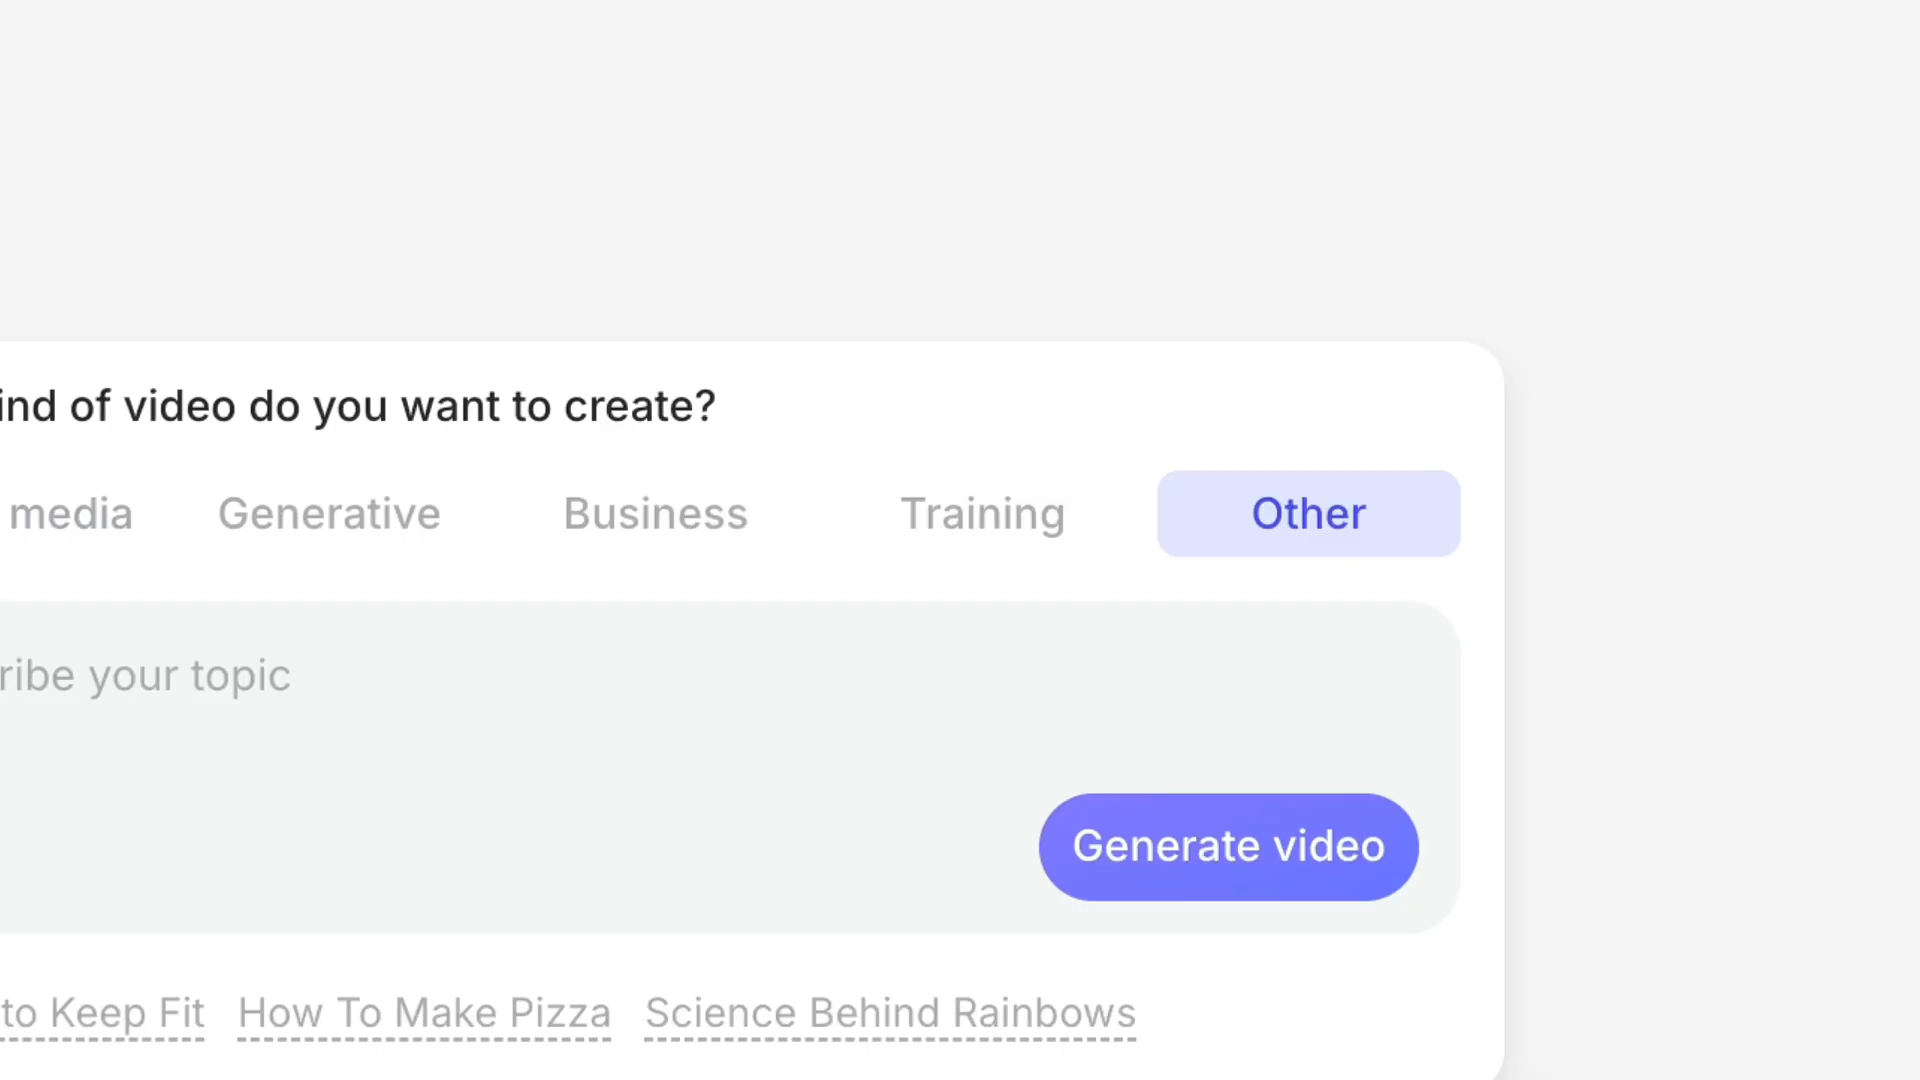 ind of video do you want to create?
media Generative Business Training Other
ribe your topic
Generate video
to Keep Fit How To Make Pizza Science Behind Rainbows